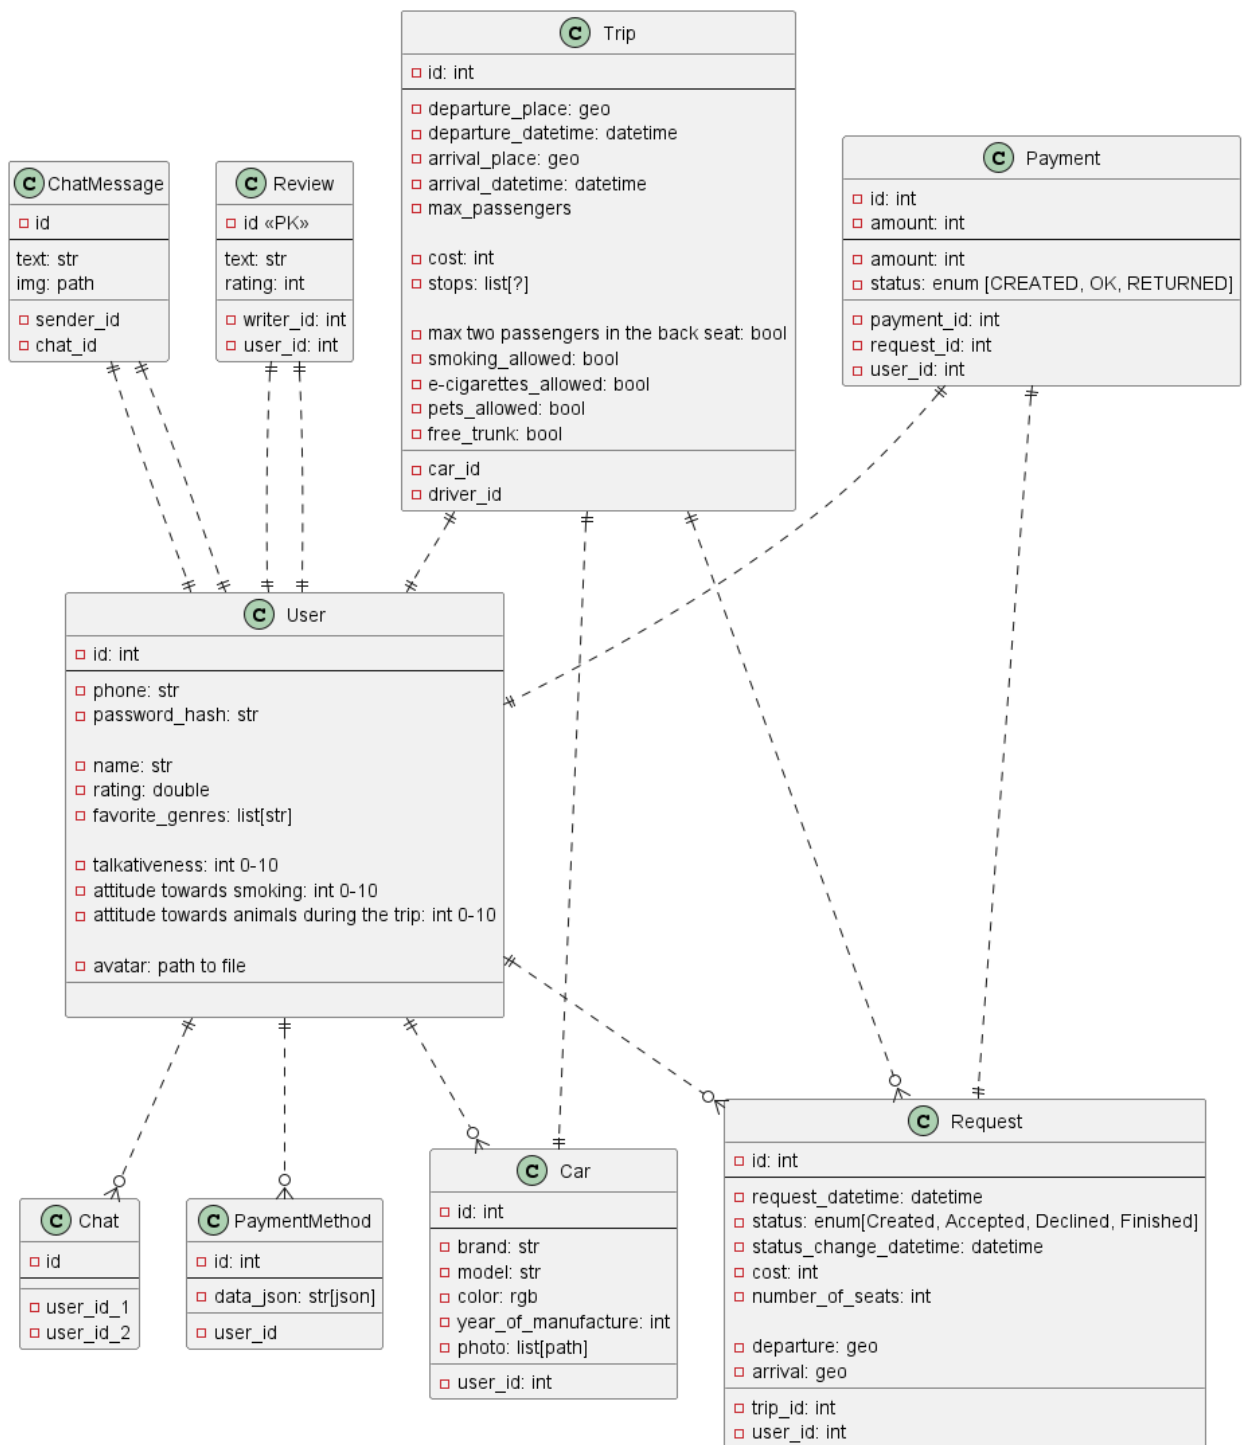 C Trip
id: int
departure_place: geo
departure_datetime: datetime
arrival_place: geo
arrival_datetime: datetime
max_passengers
cost: int
stops: list[?]
max two passengers in the back seat: bool
smoking_allowed: bool
e-cigarettes_allowed: bool
pets_allowed: bool
free_trunk: bool
car_id
driver_id
C ChatMessage
id
text: str
img: path
sender_id
chat_id
C Review
id «PK»
text: str
rating: int
writer_id: int
user_id: int
C Payment
id: int
amount: int
amount: int
status: enum [CREATED, OK, RETURNED]
payment_id: int
request_id: int
user_id: int
C User
id: int
phone: str
password_hash: str
name: str
rating: double
favorite_genres: list[str]
talkativeness: int 0-10
attitude towards smoking: int 0-10
attitude towards animals during the trip: int 0-10
avatar: path to file
C Chat
id
user_id_1
user_id_2
C PaymentMethod
id: int
data_json: str[json]
user_id
C Car
id: int
brand: str
model: str
color: rgb
year_of_manufacture: int
photo: list[path]
user_id: int
C Request
id: int
request_datetime: datetime
status: enum[Created, Accepted, Declined, Finished]
status_change_datetime: datetime
cost: int
number_of_seats: int
departure: geo
arrival: geo
trip_id: int
user_id: int